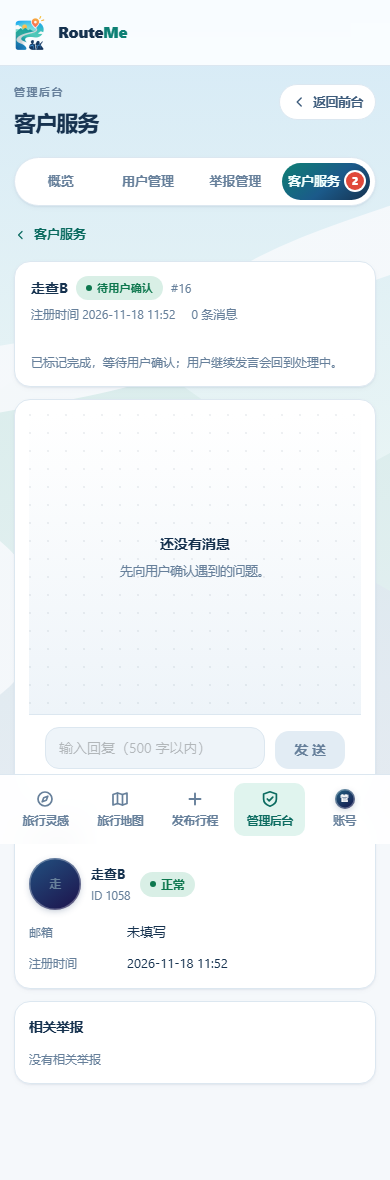 RouteMe
管理后台
客户服务
返回前台
概览
用户管理
举报管理
客户服务 2
客户服务
走查B 待用户确认 #16
注册时间 2026-11-18 11:52 0 条消息
已标记完成，等待用户确认；用户继续发言会回到处理中。
还没有消息
先向用户确认遇到的问题。
输入回复（500 字以内）
发送
旅行灵感
旅行地图
发布行程
管理后台
账号
走
走查B
ID 1058
正常
邮箱 未填写
注册时间 2026-11-18 11:52
相关举报
没有相关举报